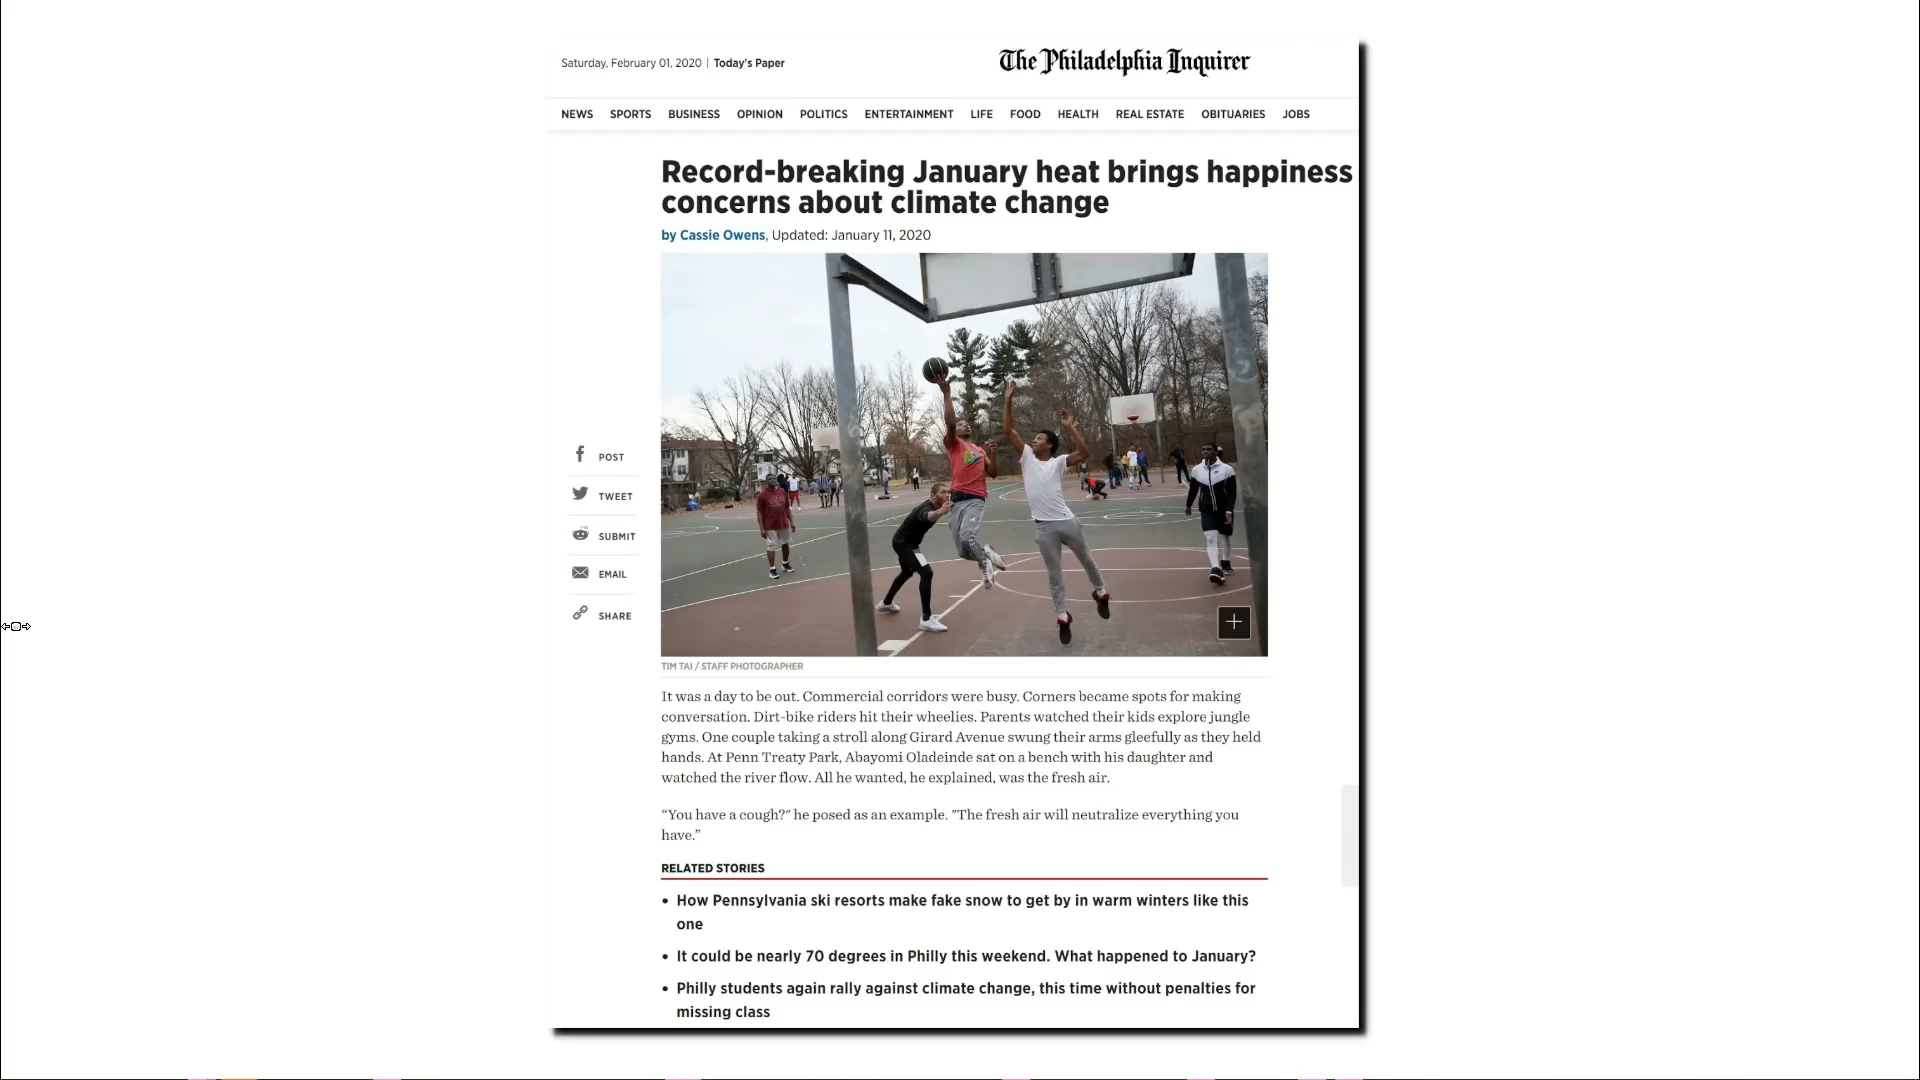 Saturday, February 01, 2020 | Today's Paper
The Philadelphia Inquirer
NEWS SPORTS BUSINESS OPINION POLITICS ENTERTAINMENT LIFE FOOD HEALTH REAL ESTATE OBITUARIES JOBS
Record-breaking January heat brings happiness
concerns about climate change
by Cassie Owens, Updated: January 11, 2020
POST
TWEET
SUBMIT
EMAIL
SHARE
TIM TAI / STAFF PHOTOGRAPHER
It was a day to be out. Commercial corridors were busy. Corners became spots for making
conversation. Dirt-bike riders hit their wheelies. Parents watched their kids explore jungle
gyms. One couple taking a stroll along Girard Avenue swung their arms gleefully as they held
hands. At Penn Treaty Park, Abayomi Oladeinde sat on a bench with his daughter and
watched the river flow. All he wanted, he explained, was the fresh air.
“You have a cough?" he posed as an example. "The fresh air will neutralize everything you
have.”
RELATED STORIES
• How Pennsylvania ski resorts make fake snow to get by in warm winters like this
one
• It could be nearly 70 degrees in Philly this weekend. What happened to January?
• Philly students again rally against climate change, this time without penalties for
missing class